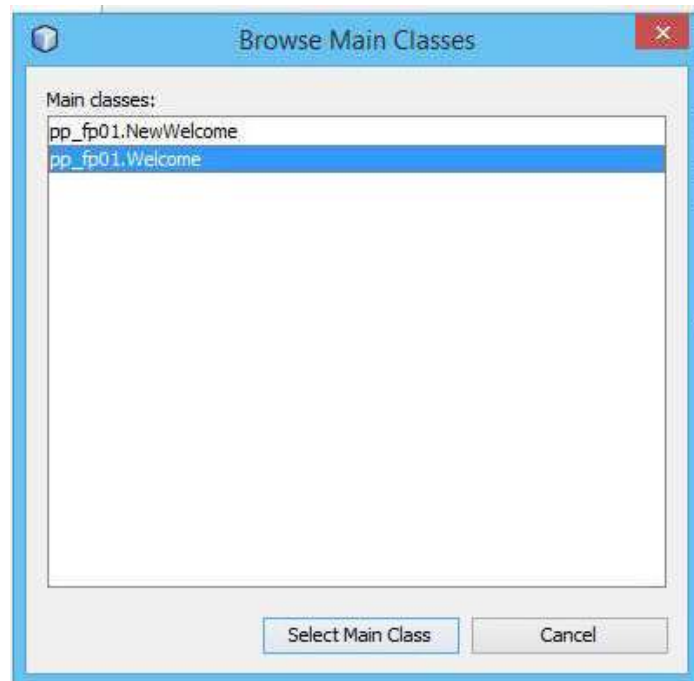 Browse Main Classes
Main classes:
pp_fp01.NewWelcome
pp_fp01.Welcome
Select Main Class
Cancel